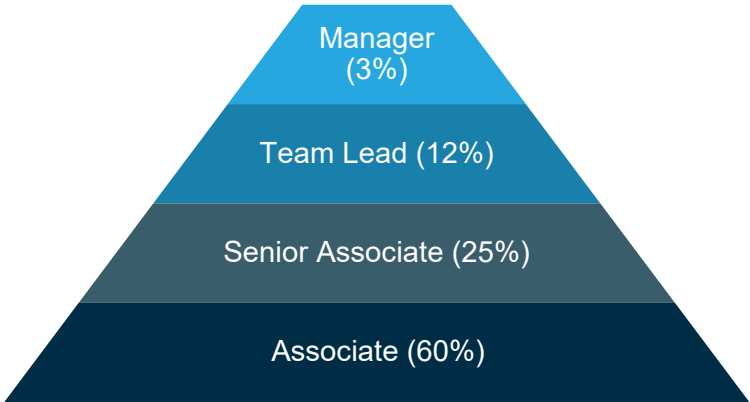 Manager
(3%)
Team Lead (12%)
Senior Associate (25%)
Associate (60%)